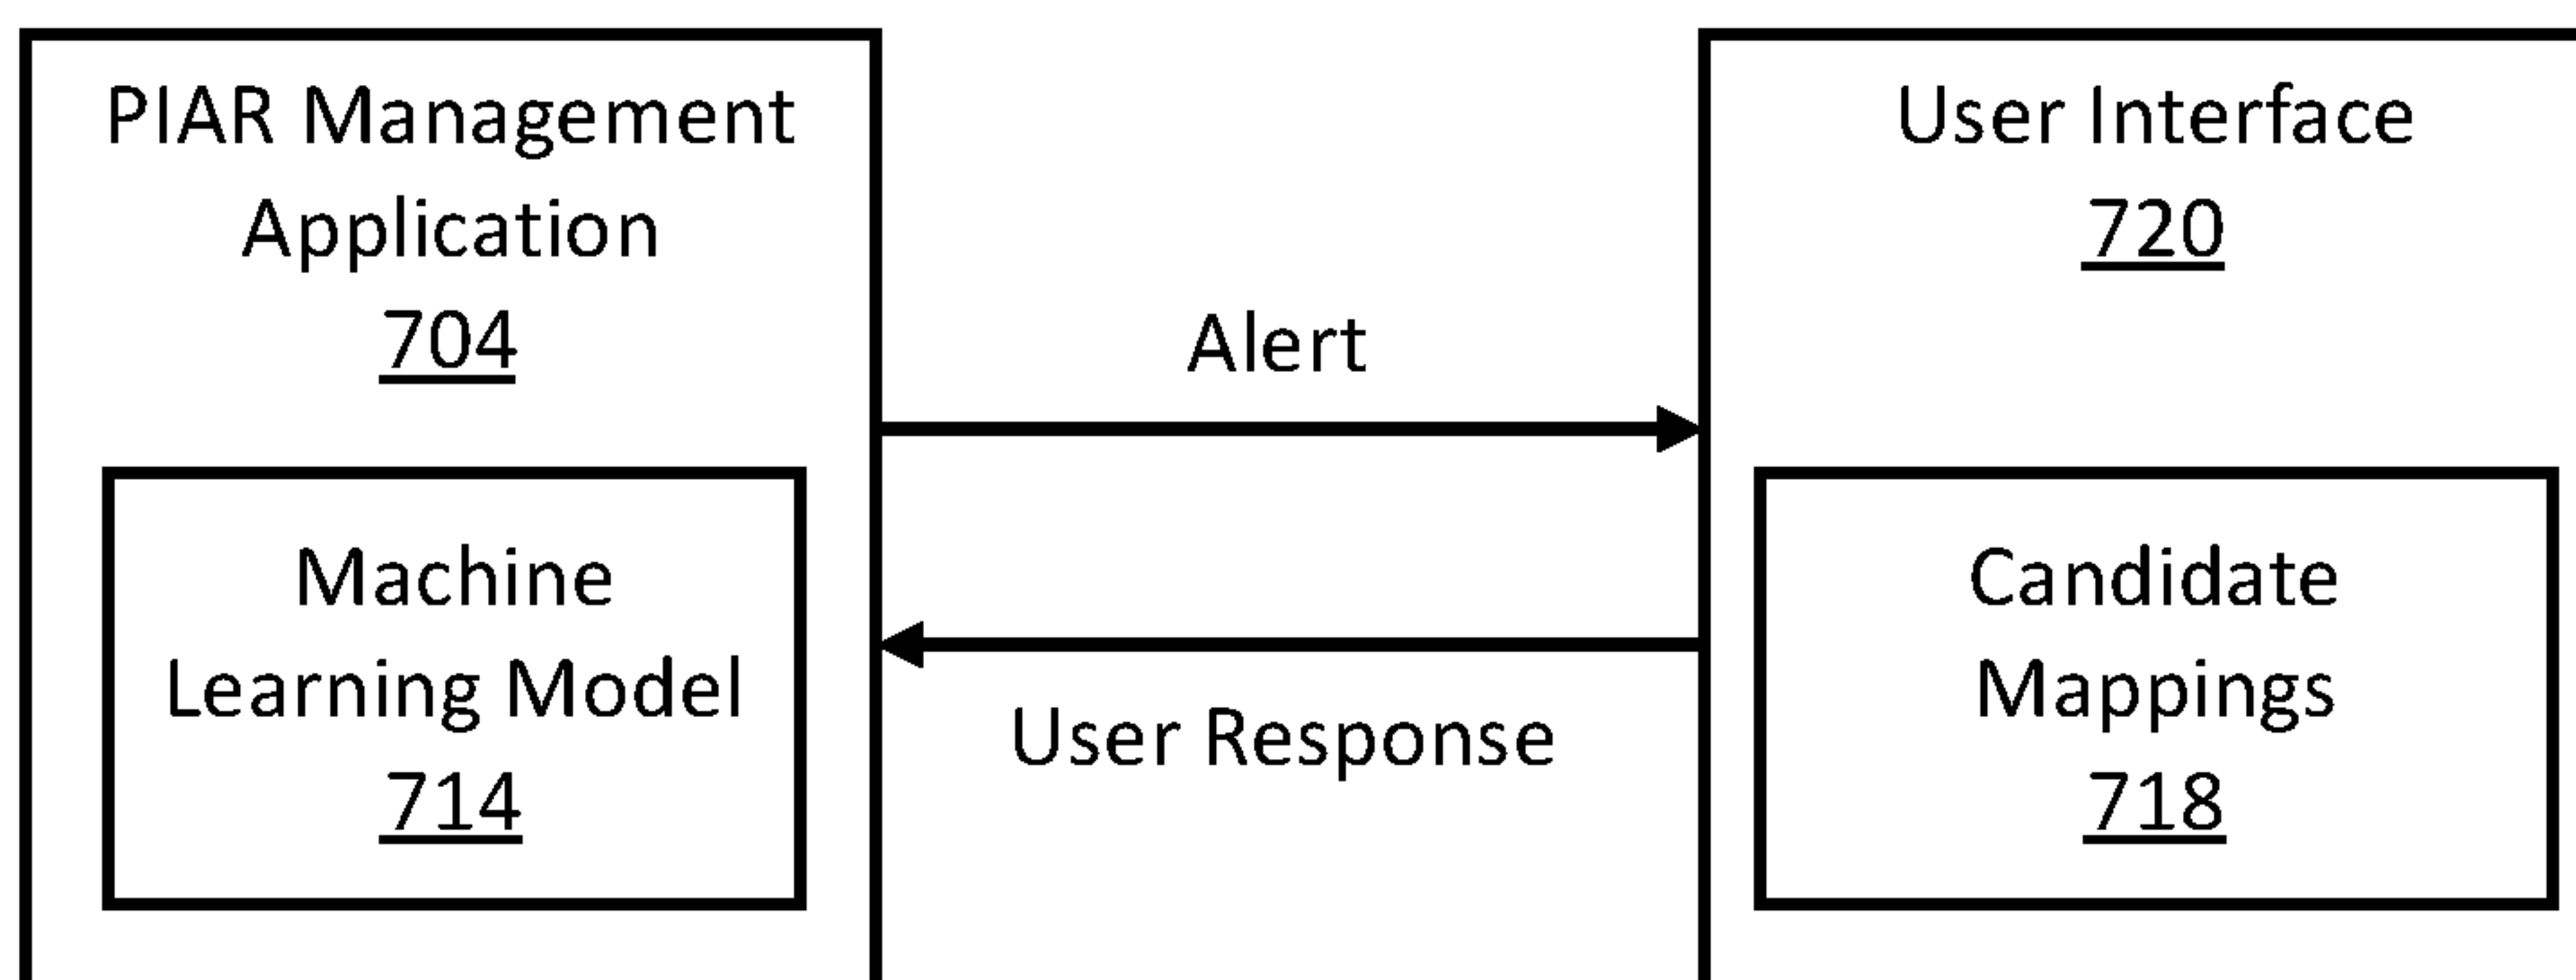 PIAR Management
Application
704
Machine
Learning Model
714
Alert
User Response
User Interface
720
Candidate
Mappings
718